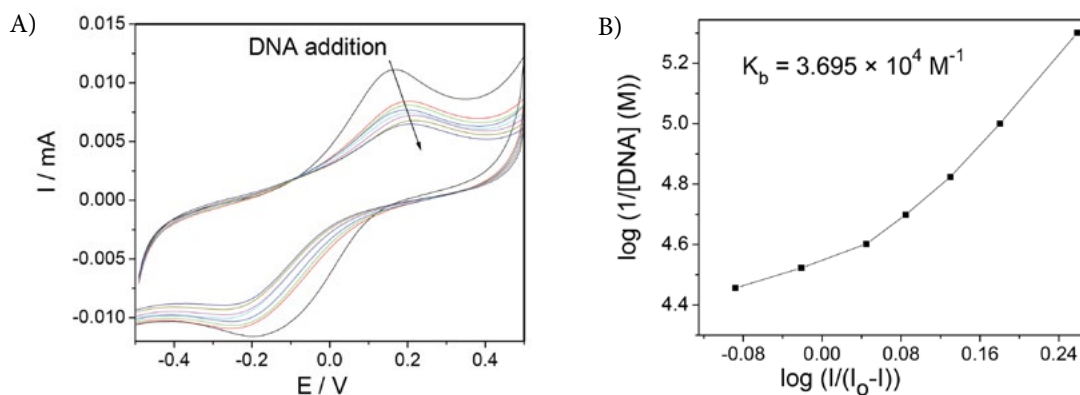 A)
DNA addition
0.015
0.010
0.005
0.000
-0.005
-0.010
I / mA
-0.4 -0.2 0.0 0.2 0.4
E / V
B)
K_b = 3.695 × 10⁴ M⁻¹
5.2
5.0
4.8
4.6
4.4
log (1/[DNA] (M)
-0.08 0.00 0.08 0.16 0.24
log (I/(I_o-I))